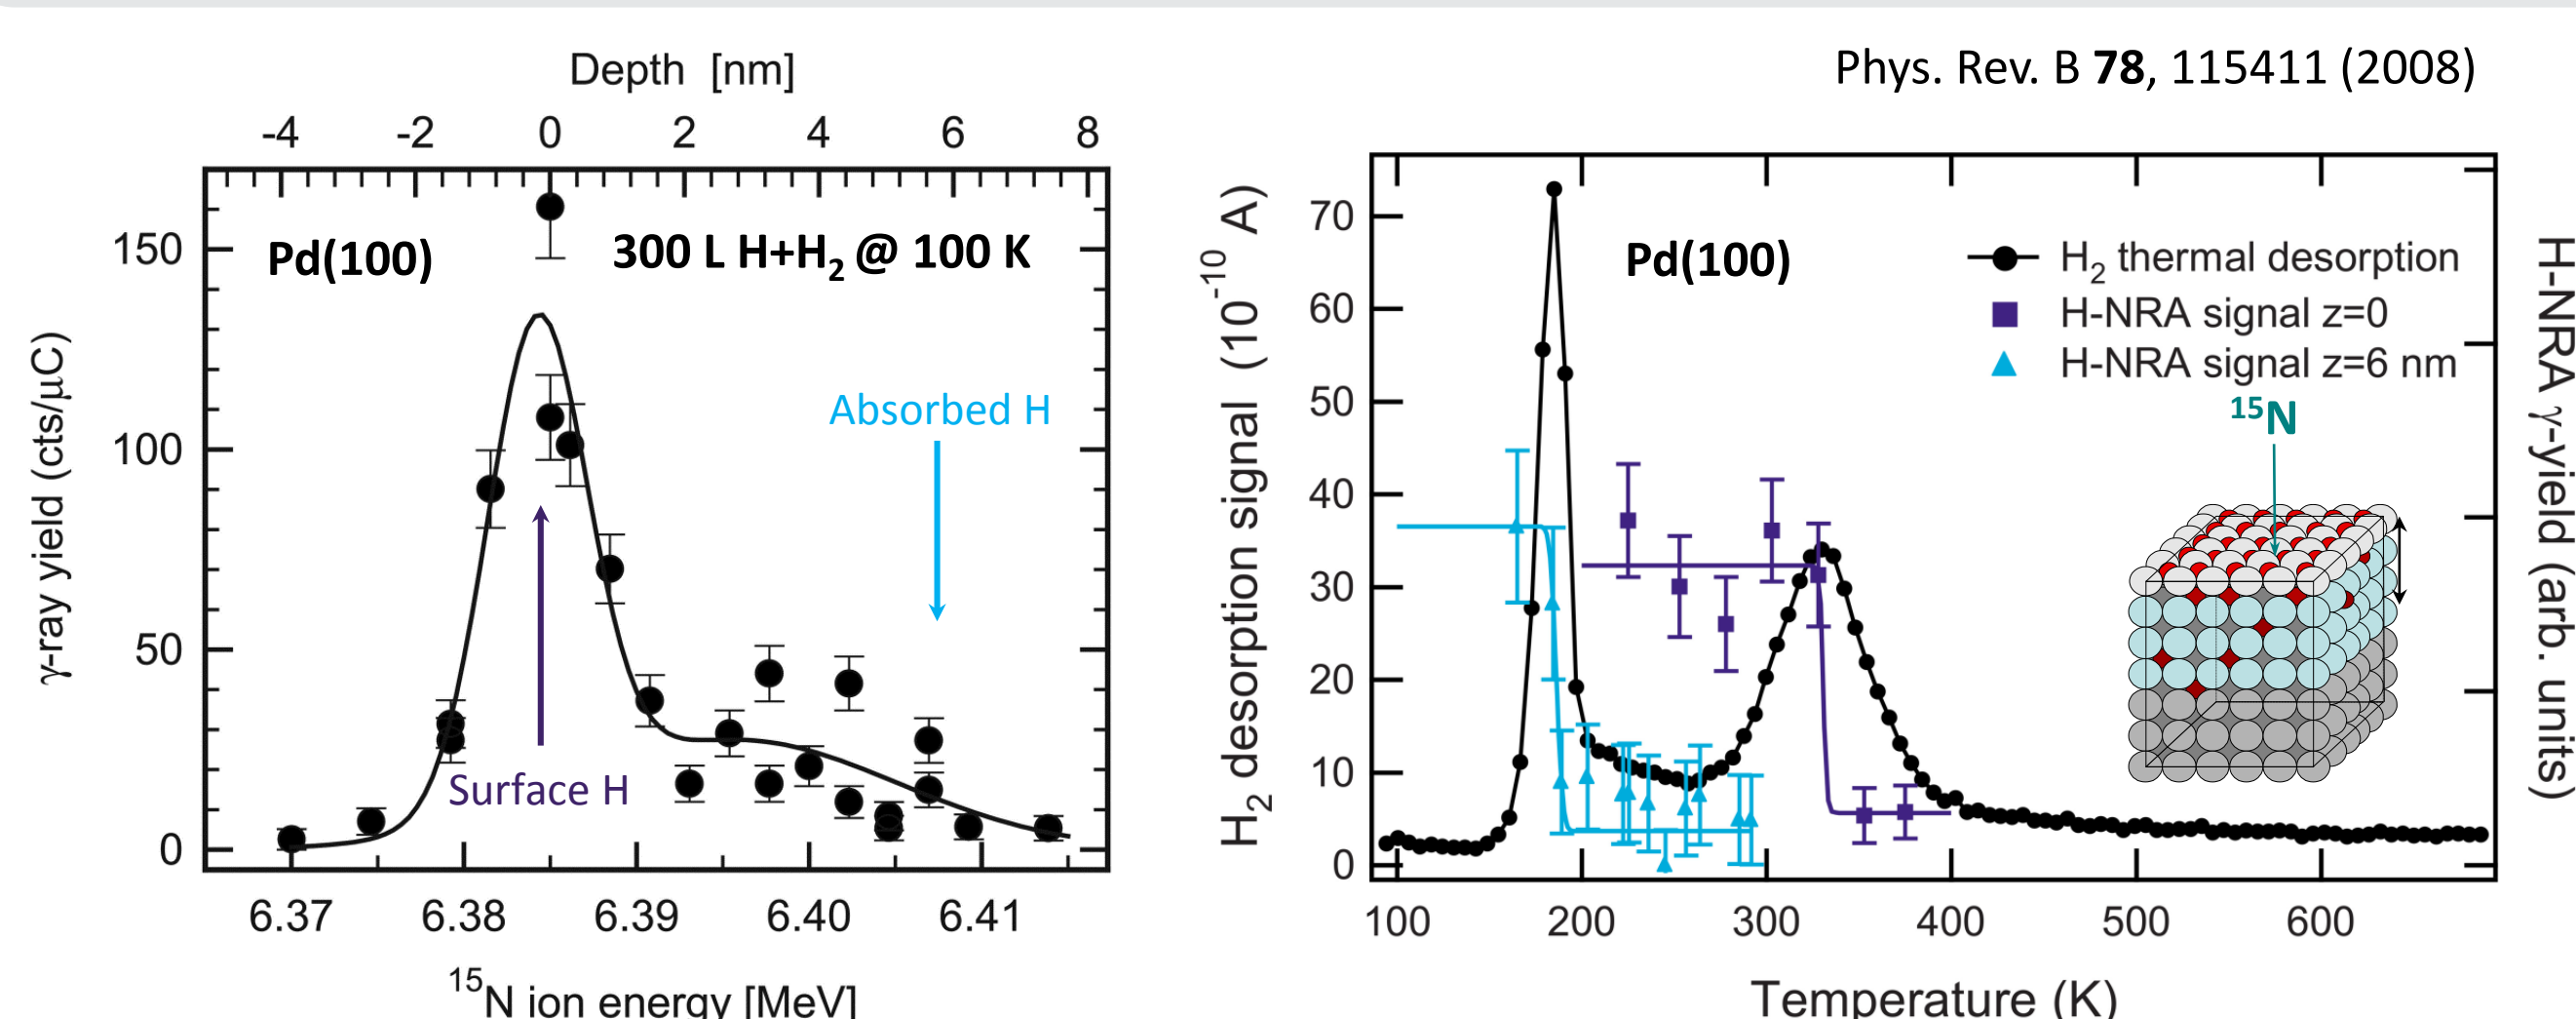 Phys. Rev. B 78, 115411 (2008)
Depth [nm]
-4 -2 0 2 4 6 8
γ-ray yield (cts/μC)
150
100
50
0
Pd(100)
300 L H+H2 @ 100 K
Absorbed H
Surface H
6.37 6.38 6.39 6.40 6.41
15N ion energy [MeV]
H2 desorption signal (10-10 A)
70
60
50
40
30
20
10
0
Pd(100)
H2 thermal desorption
H-NRA signal z=0
H-NRA signal z=6 nm
15N
H-NRA γ-yield (arb. units)
100 200 300 400 500 600
Temperature (K)